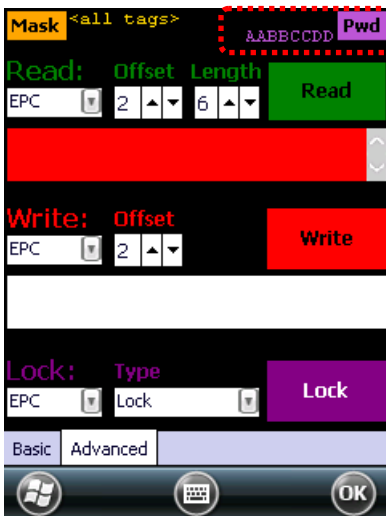 Mask <all tags> AABBCCDD Pwd
Read: Offset Length Read
EPC 2 6
Write: Offset Write
EPC 2
Lock: Type Lock
EPC Lock
Basic Advanced
OK